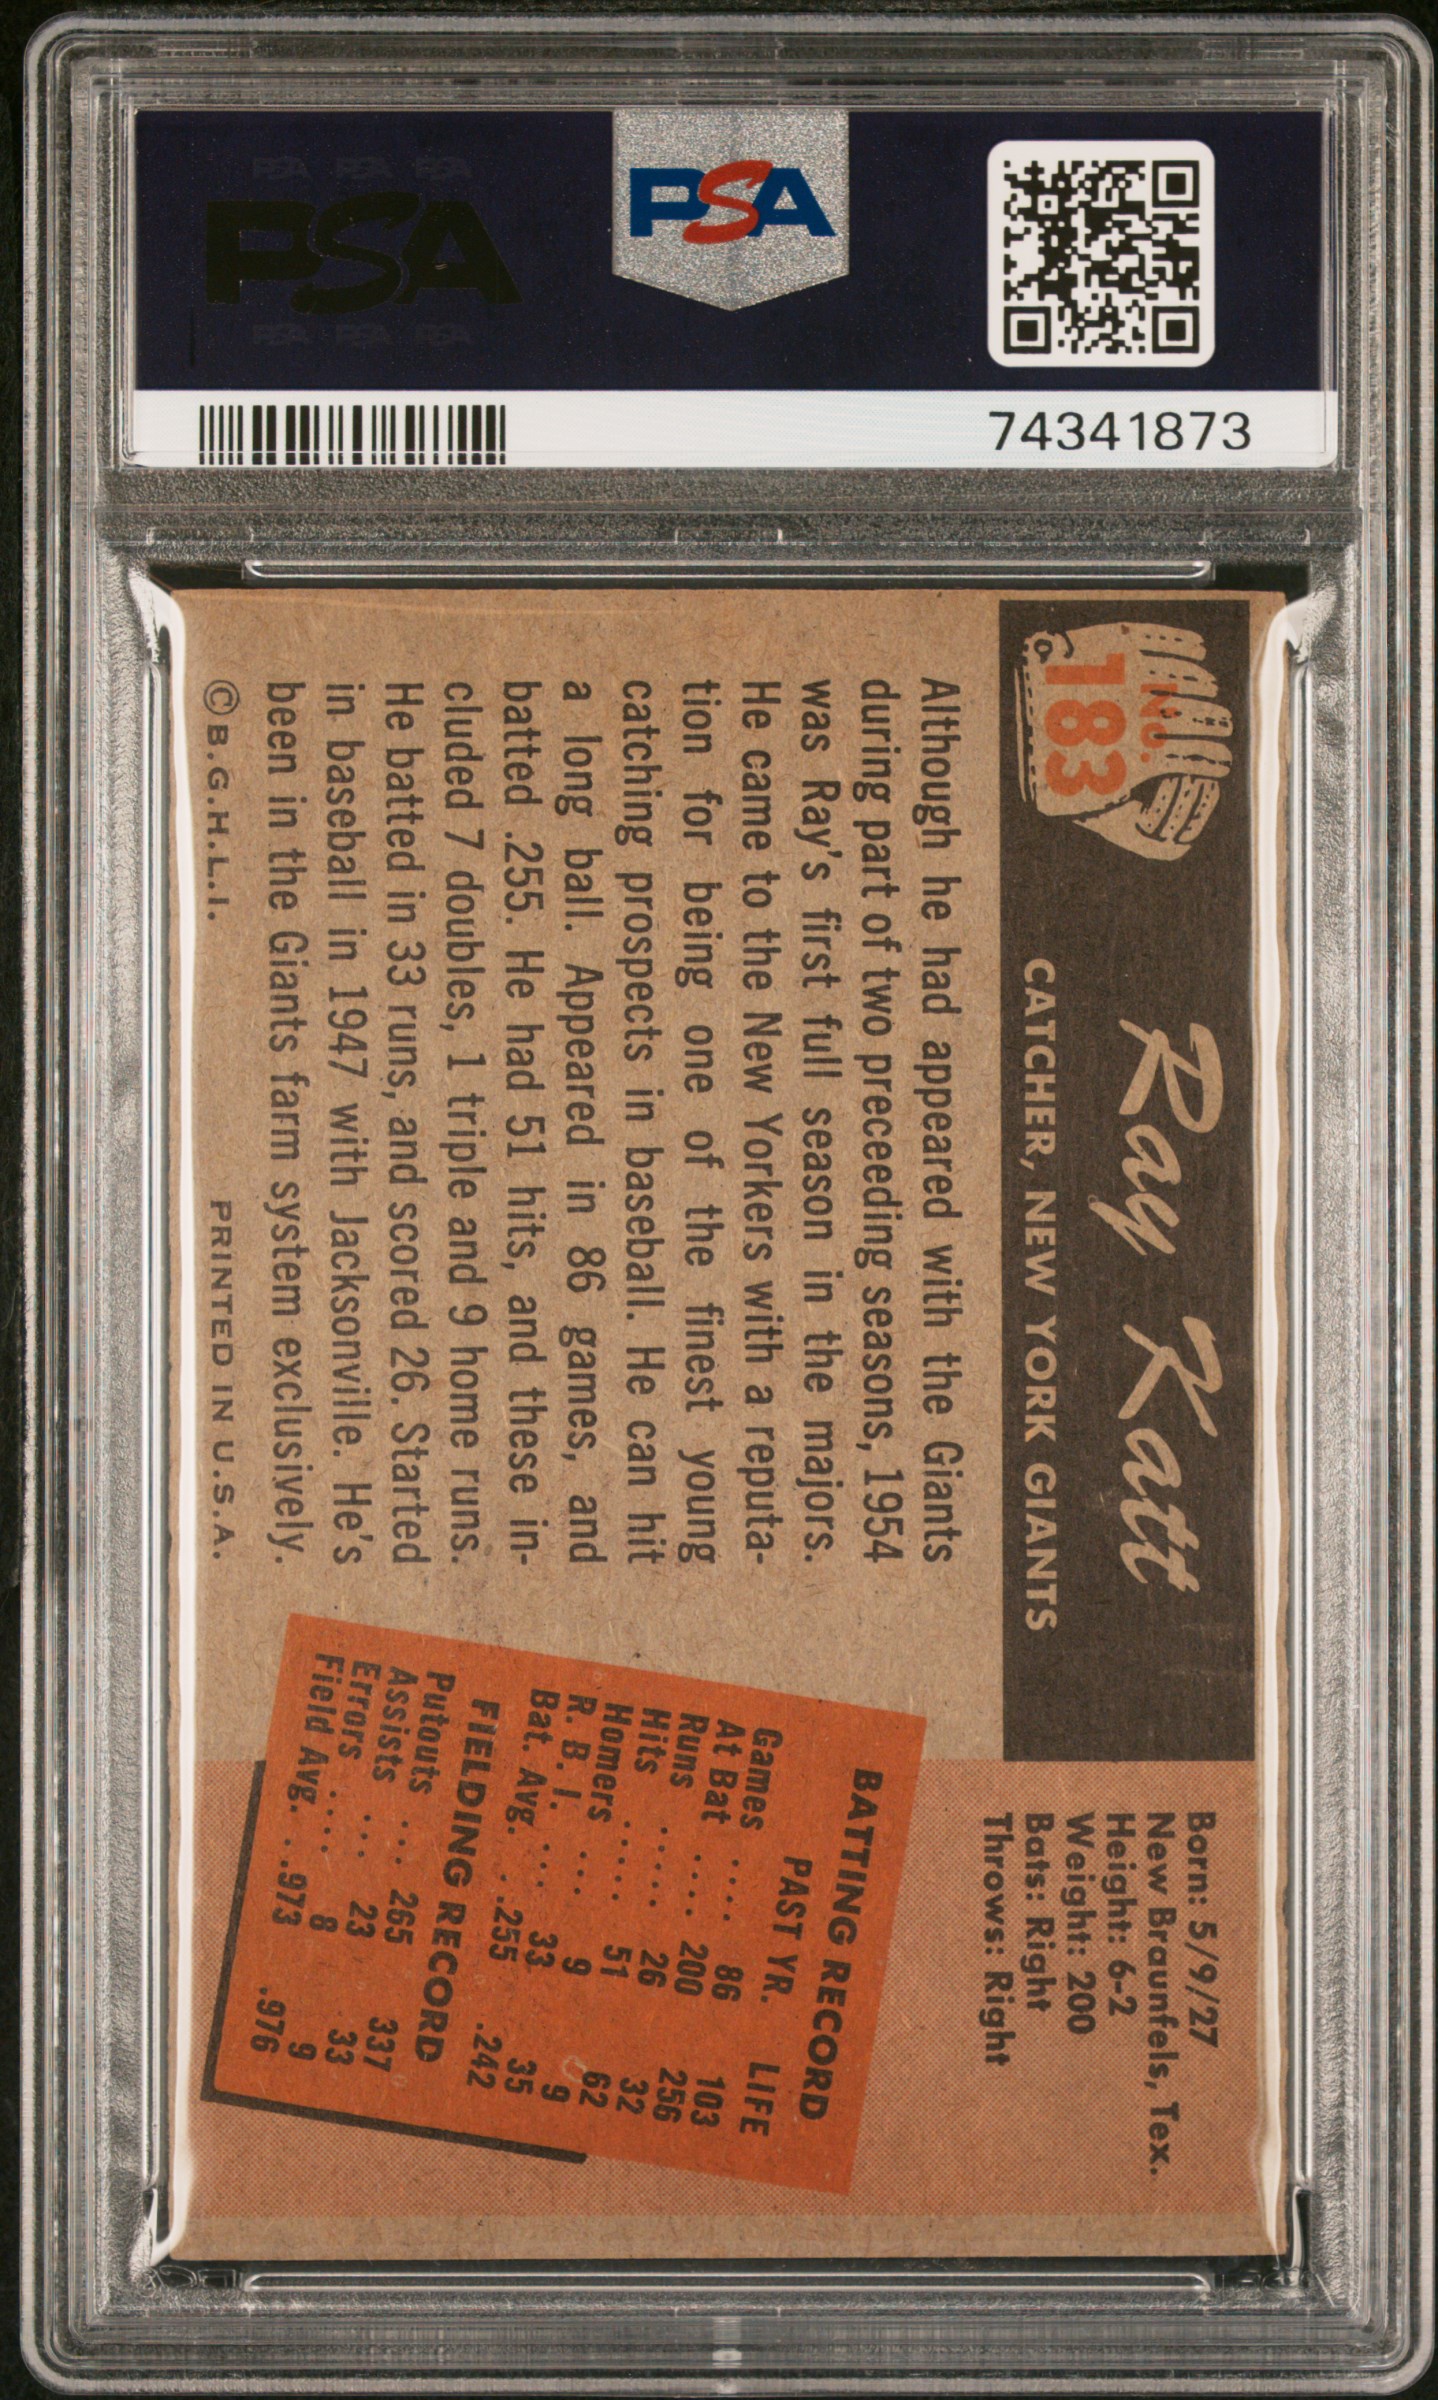 PSA PSA PSA
PSA
PSA PSA PSA
PSA
74341873
No.
183
Ray Katt
CATCHER, NEW YORK GIANTS
Although he had appeared with the Giants
during part of two preceeding seasons, 1954
was Ray's first full season in the majors.
He came to the New Yorkers with a reputa-
tion for being one of the finest young
catching prospects in baseball. He can hit
a long ball. Appeared in 86 games, and
batted .255. He had 51 hits, and these in-
cluded 7 doubles, 1 triple and 9 home runs.
He batted in 33 runs, and scored 26. Started
in baseball in 1947 with Jacksonville. He's
been in the Giants farm system exclusively.
© B.G.H.L.I. PRINTED IN U.S.A.
Born: 5/9/27
New Braunfels, Tex.
Height: 6-2
Weight: 200
Bats: Right
Throws: Right
BATTING RECORD
PAST YR. LIFE
Games .... 86 103
At Bat .... 200 256
Runs ..... 26 32
Hits ..... 51 62
Homers ... 9 9
R. B. I. .... 33 35
Bat. Avg. . .255 .242
FIELDING RECORD
Putouts ... 265 337
Assists ... 23 33
Errors .... 8 9
Field Avg. . .973 .976